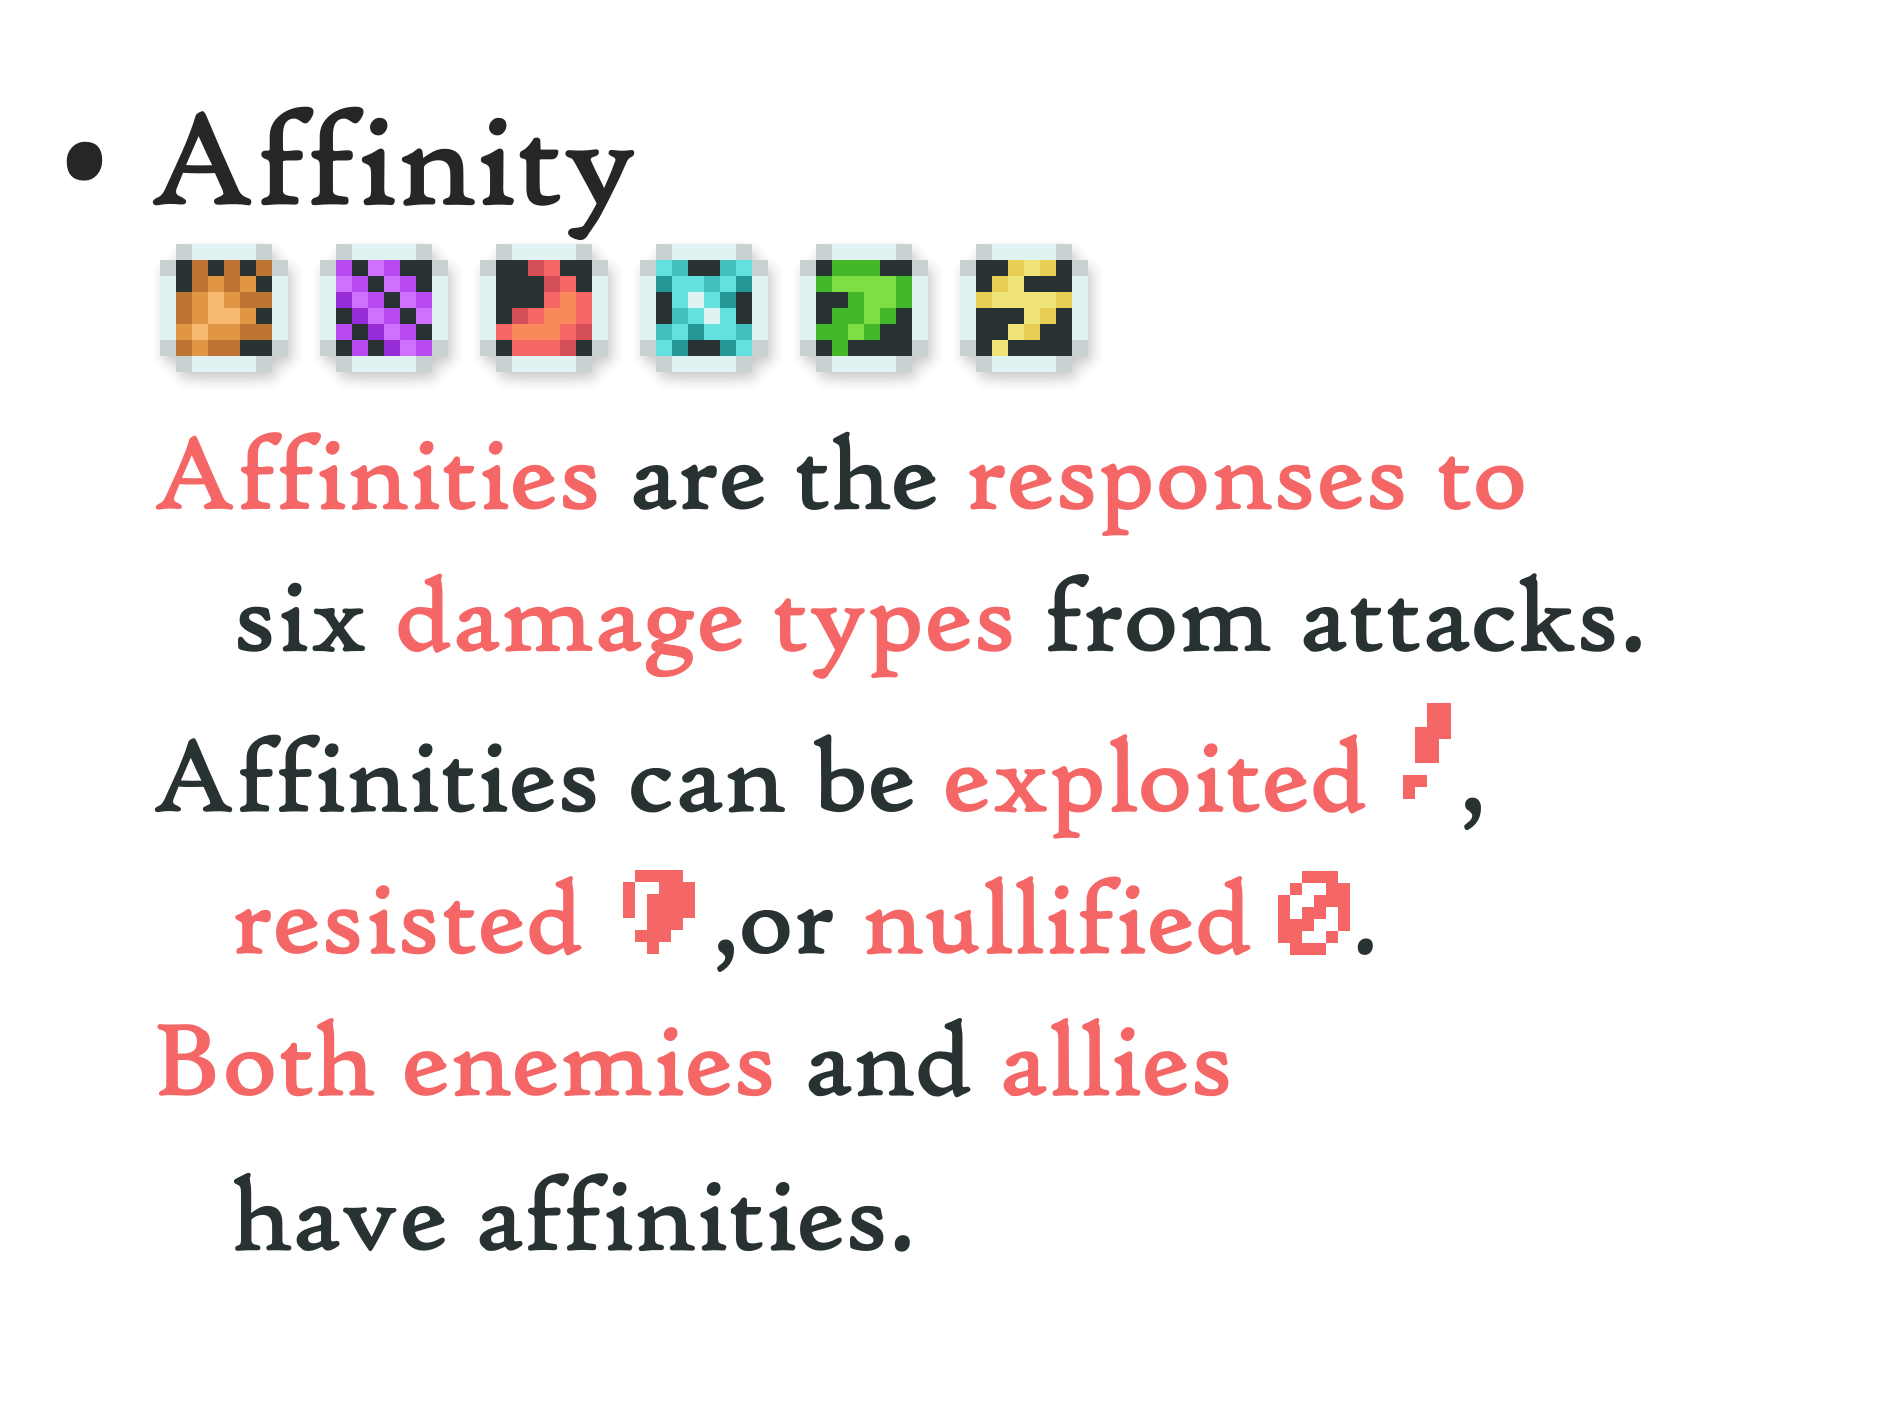 • Affinity
Affinities are the responses to
six damage types from attacks.
Affinities can be exploited ,
resisted ,or nullified .
Both enemies and allies
have affinities.